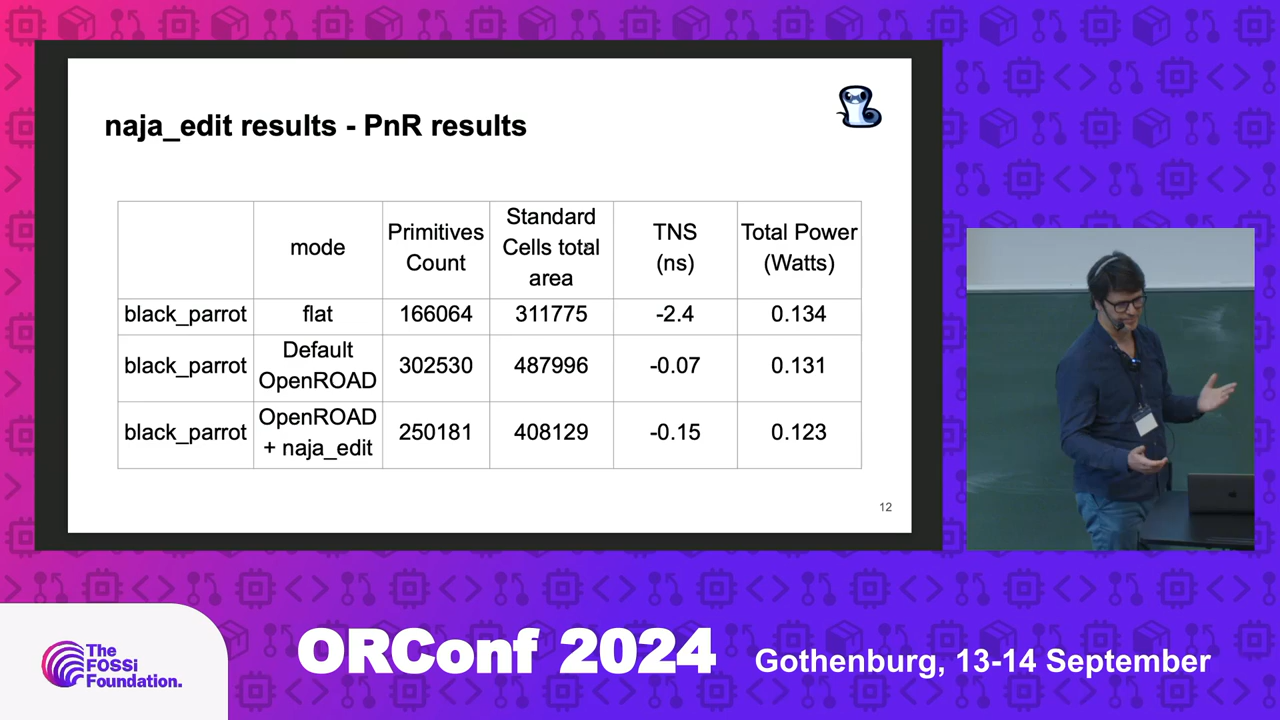 naja_edit results - PnR results
mode
Primitives
Count
Standard
Cells total
area
TNS
(ns)
Total Power
(Watts)
black_parrot
flat
166064
311775
-2.4
0.134
black_parrot
Default
OpenROAD
302530
487996
-0.07
0.131
black_parrot
OpenROAD
+ naja_edit
250181
408129
-0.15
0.123
12
The
FOSSi
Foundation.
ORConf 2024
Gothenburg, 13-14 September